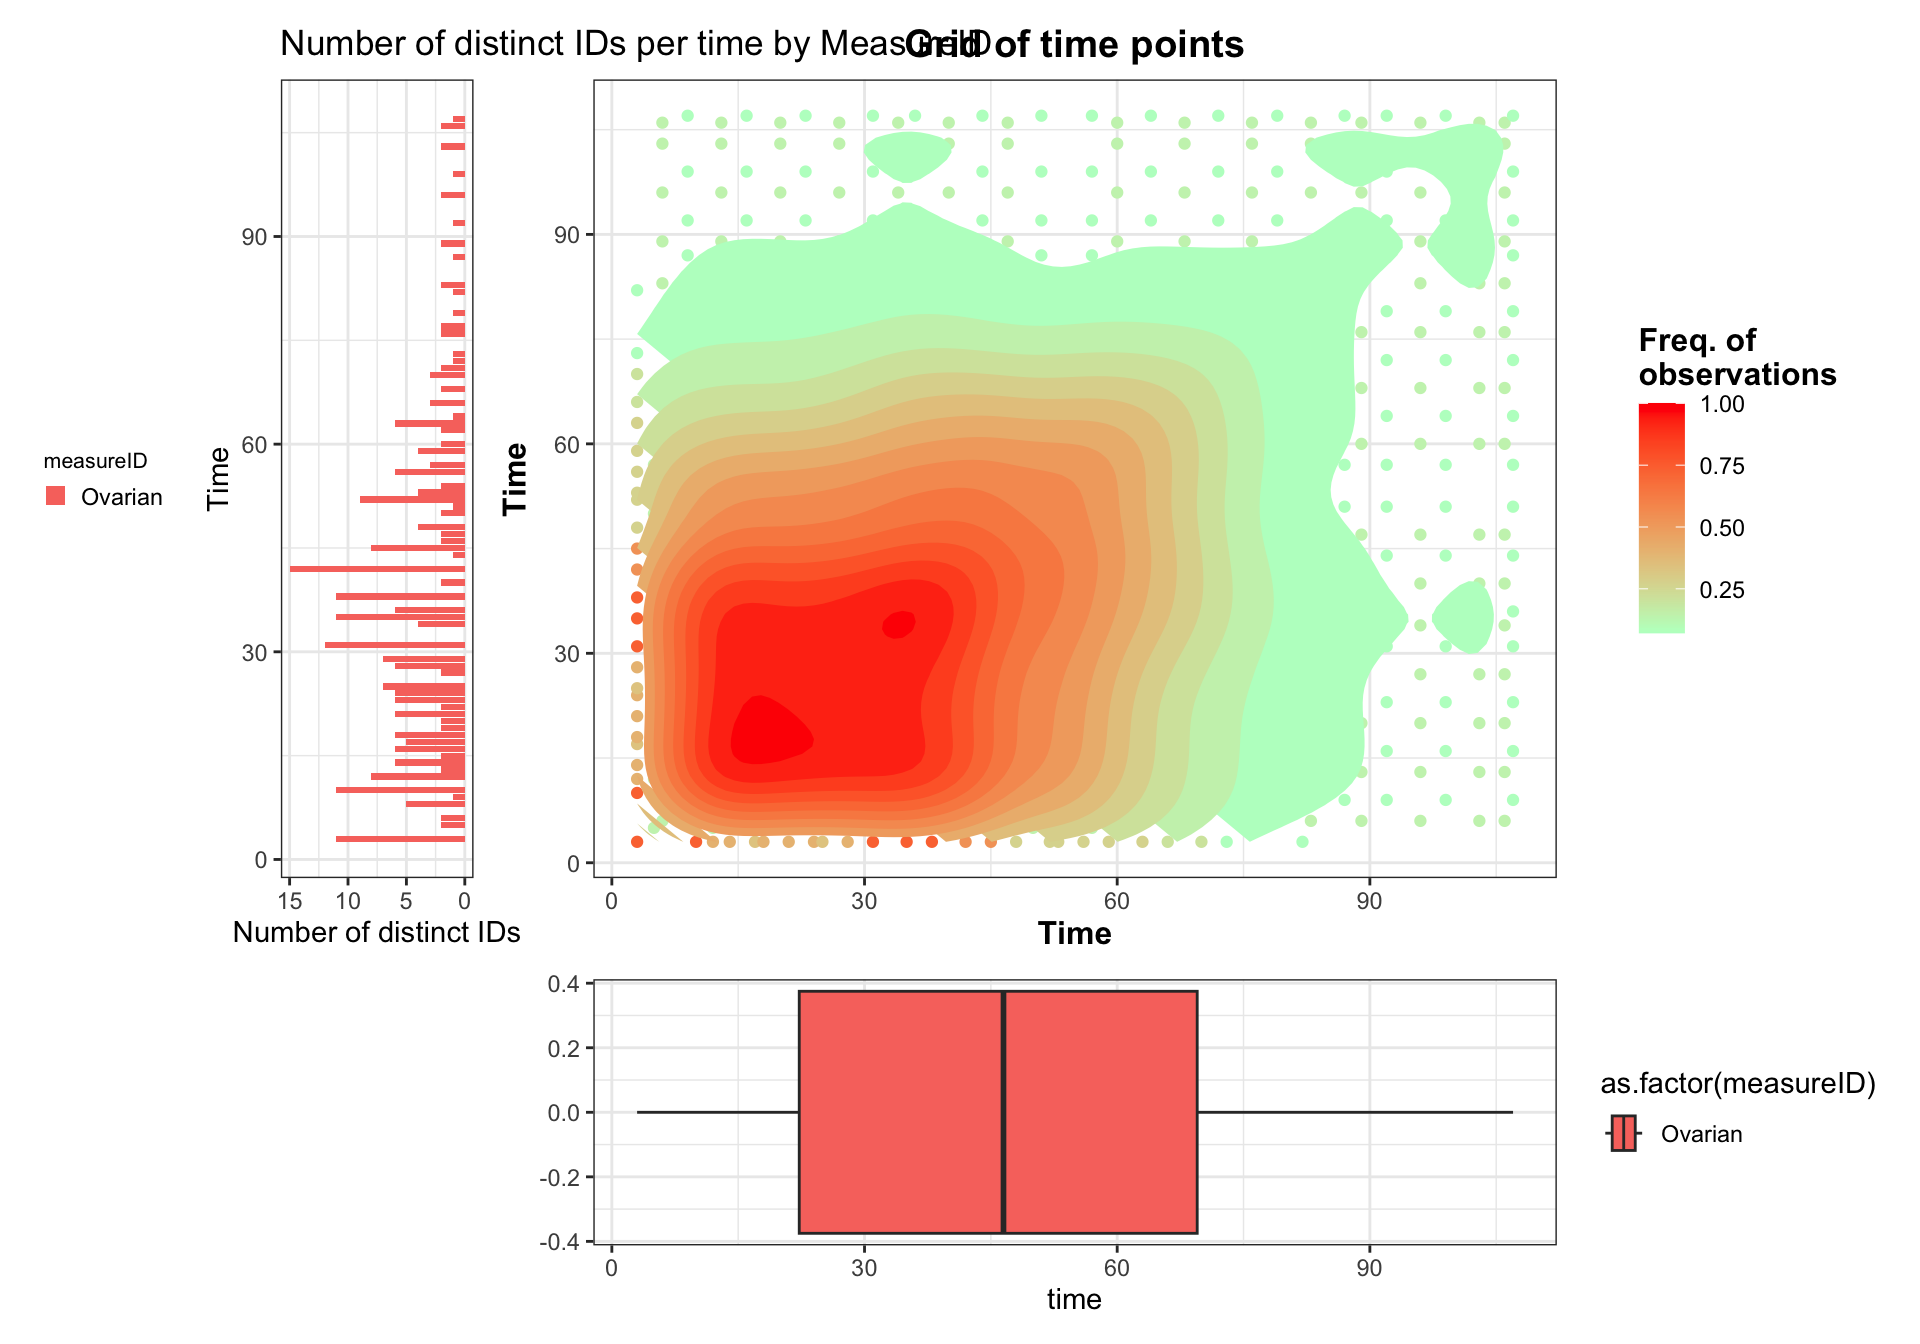 Number of distinct IDs per time by MeasureID
Grid of time points
measureID
Ovarian
Time
90
60
30
0
15 10 5 0
Number of distinct IDs
Time
90
60
30
0
0 30 60 90
Time
Freq. of
observations
1.00
0.75
0.50
0.25
0.4
0.2
0.0
-0.2
-0.4
0 30 60 90
time
as.factor(measureID)
Ovarian